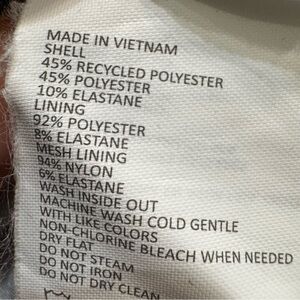 MADE IN VIETNAM
SHELL
45% RECYCLED POLYESTER
45% POLYESTER
10% ELASTANE
LINING
92% POLYESTER
8% ELASTANE
MESH LINING
94% NYLON
6% ELASTANE
WASH INSIDE OUT
MACHINE WASH COLD GENTLE
WITH LIKE COLORS
NON-CHLORINE BLEACH WHEN NEEDED
DRY FLAT
DO NOT STEAM
DO NOT IRON
DO NOT DRY CLEAN